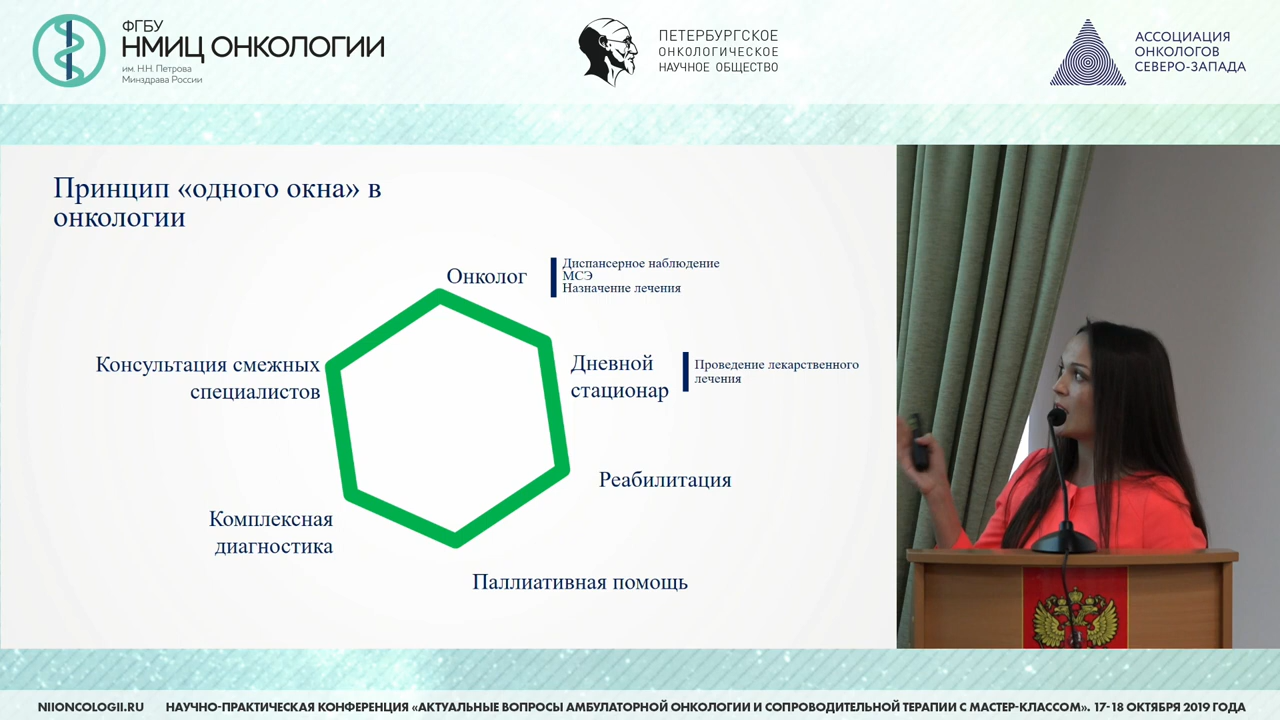 ФГБУ
НМИЦ ОНКОЛОГИИ
им. Н.Н. Петрова
Минздрава России
ПЕТЕРБУРГСКОЕ
ОНКОЛОГИЧЕСКОЕ
НАУЧНОЕ ОБЩЕСТВО
АССОЦИАЦИЯ
ОНКОЛОГОВ
СЕВЕРО-ЗАПАДА
Принцип «одного окна» в
онкологии
Онколог
Диспансерное наблюдение
МСЭ
Назначение лечения
Консультация смежных
специалистов
Дневной
стационар
Проведение лекарственного
лечения
Реабилитация
Комплексная
диагностика
Паллиативная помощь
NIIONCOLOGII.RU
НАУЧНО-ПРАКТИЧЕСКАЯ КОНФЕРЕНЦИЯ «АКТУАЛЬНЫЕ ВОПРОСЫ АМБУЛАТОРНОЙ ОНКОЛОГИИ И СОПРОВОДИТЕЛЬНОЙ ТЕРАПИИ С МАСТЕР-КЛАССОМ». 17-18 ОКТЯБРЯ 2019 ГОДА